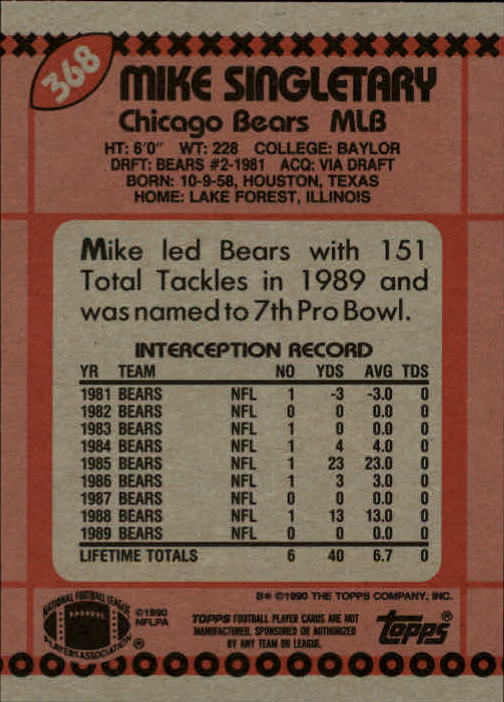 368
MIKE SINGLETARY
Chicago Bears MLB
HT: 6'0" WT: 228 COLLEGE: BAYLOR
DRFT: BEARS #2-1981 ACQ: VIA DRAFT
BORN: 10-9-58, HOUSTON, TEXAS
HOME: LAKE FOREST, ILLINOIS
Mike led Bears with 151
Total Tackles in 1989 and
was named to 7th Pro Bowl.
INTERCEPTION RECORD
YR TEAM NO YDS AVG TDS
1981 BEARS NFL 1 -3 -3.0 0
1982 BEARS NFL 0 0 0.0 0
1983 BEARS NFL 1 0 0.0 0
1984 BEARS NFL 1 4 4.0 0
1985 BEARS NFL 1 23 23.0 0
1986 BEARS NFL 1 3 3.0 0
1987 BEARS NFL 0 0 0.0 0
1988 BEARS NFL 1 13 13.0 0
1989 BEARS NFL 0 0 0.0 0
LIFETIME TOTALS 6 40 6.7 0
B* ©1990 THE TOPPS COMPANY, INC.
NATIONAL FOOTBALL LEAGUE
PLAYERS ASSOCIATION ®
©1990
NFLPA
TOPPS FOOTBALL PLAYER CARDS ARE NOT
MANUFACTURED, SPONSORED OR AUTHORIZED
BY ANY TEAM OR LEAGUE.
topps®